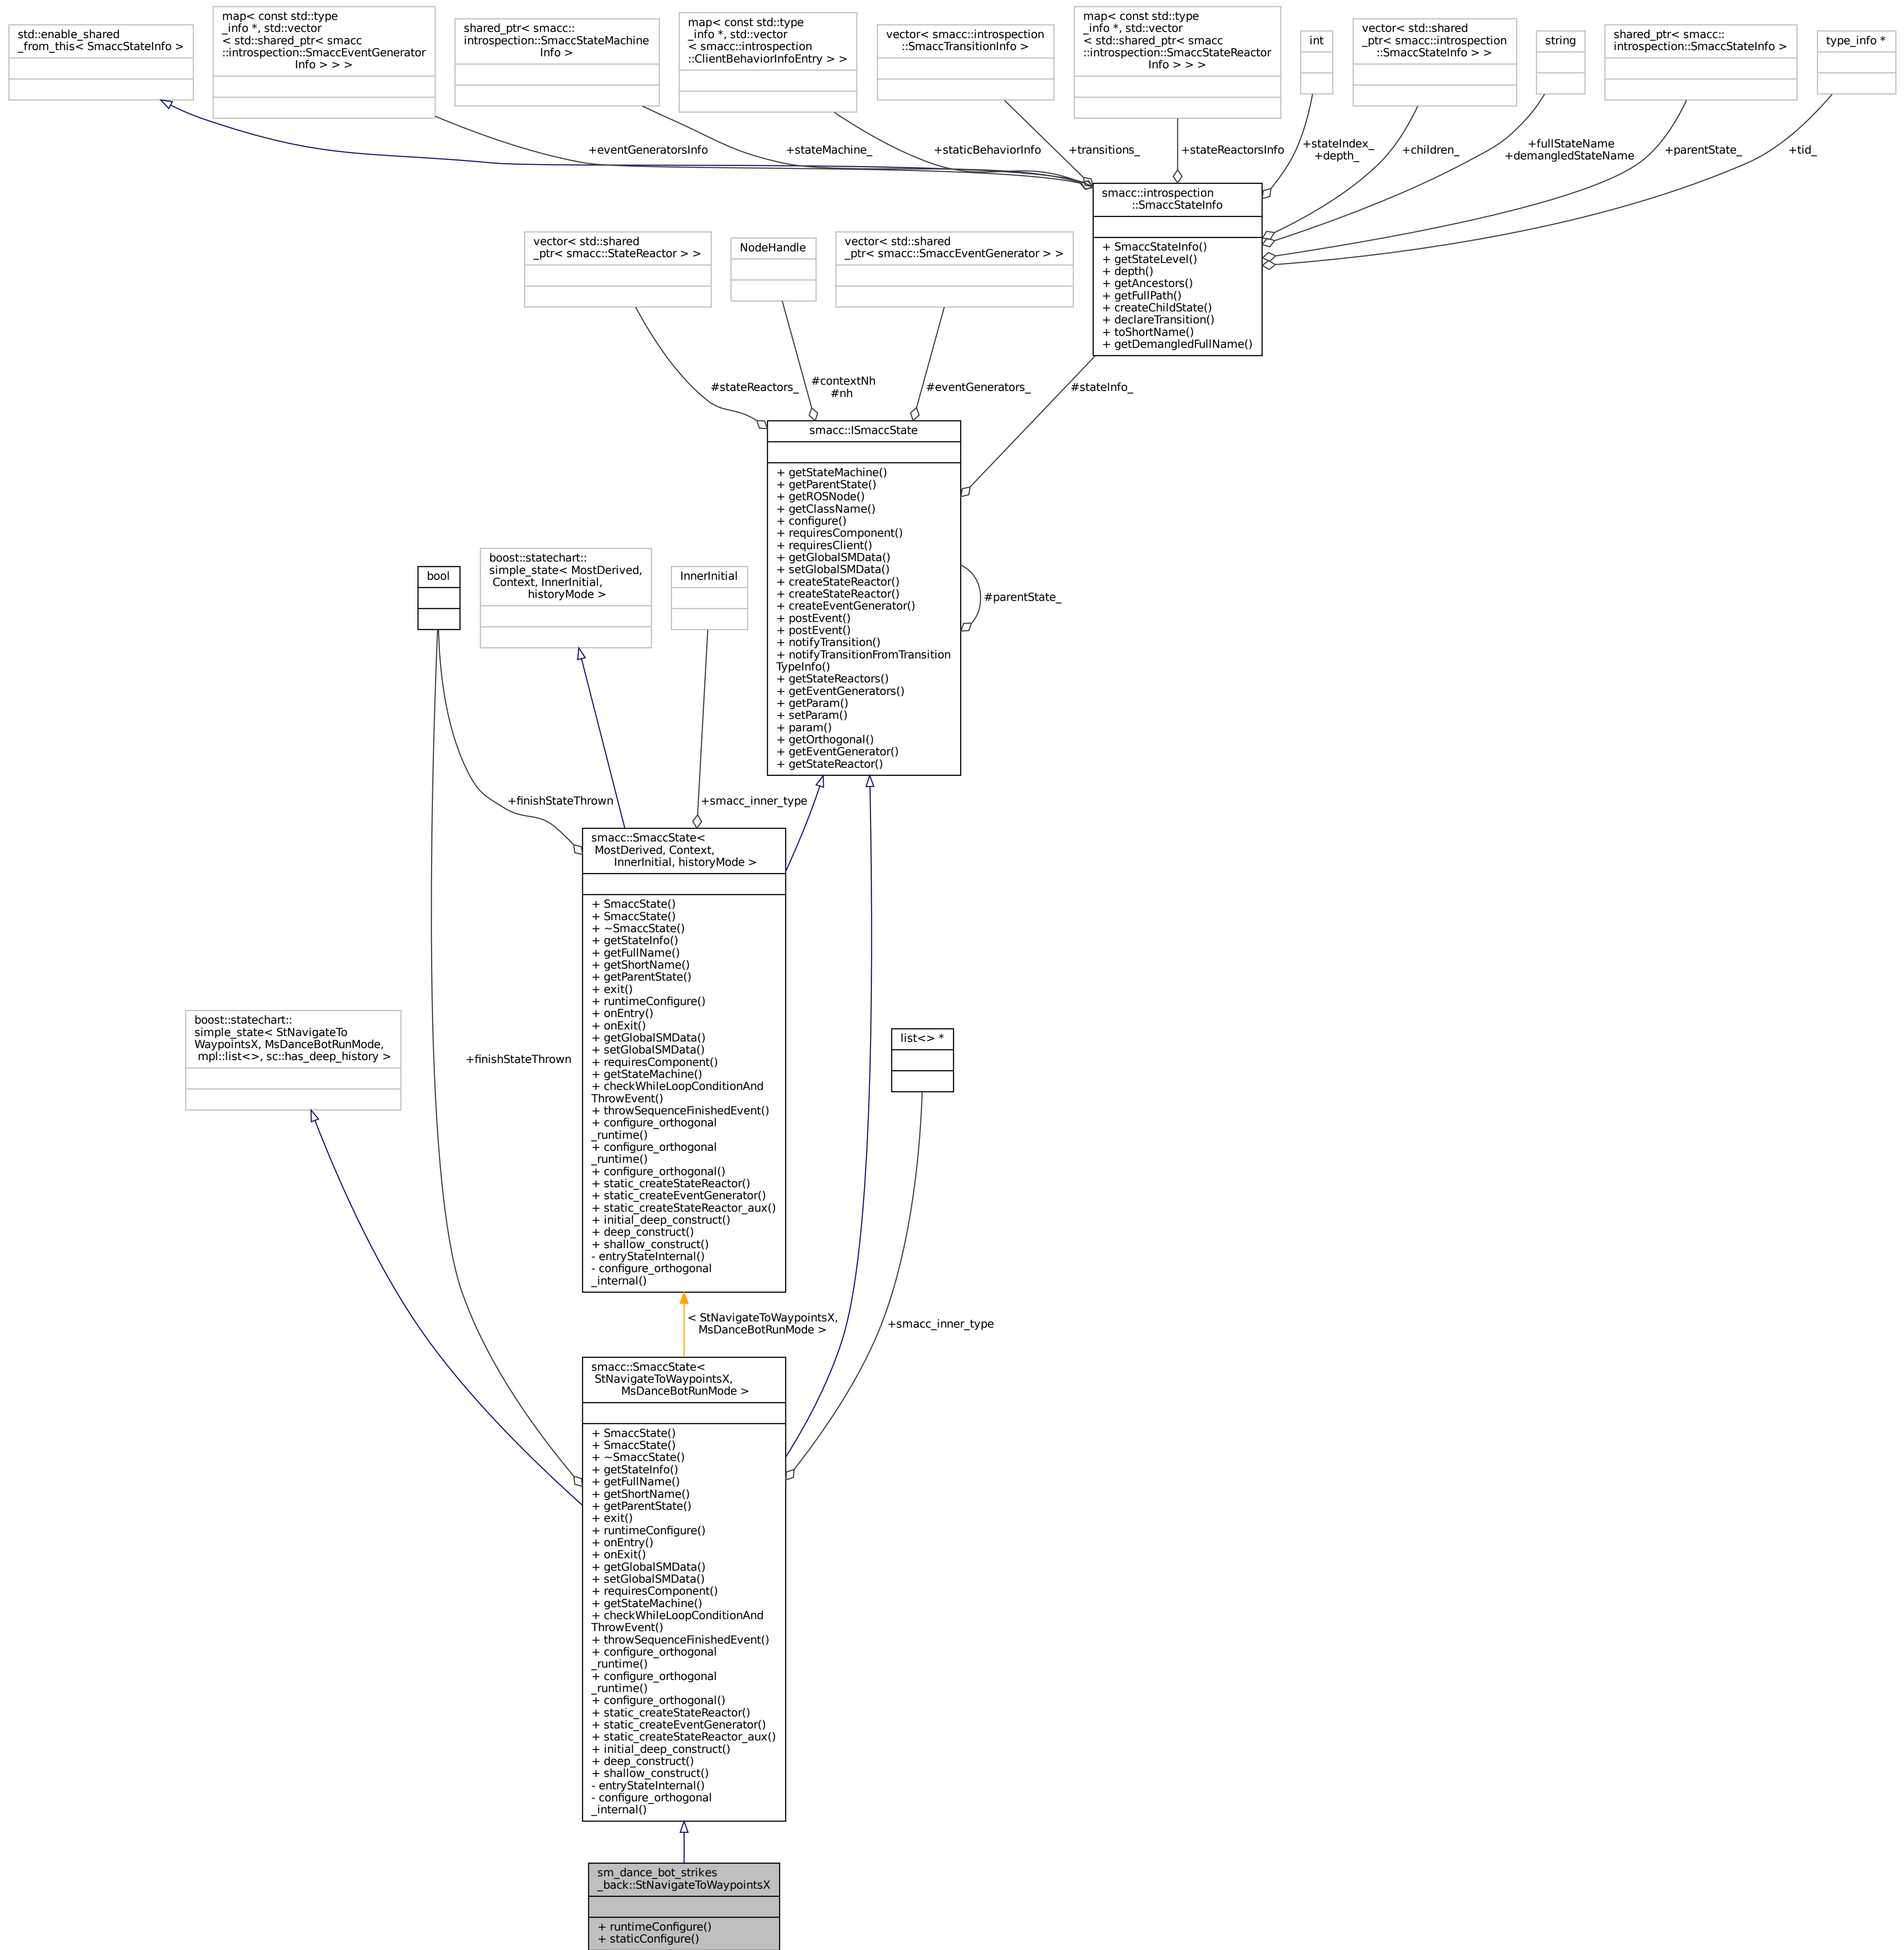 std::enable_shared
_from_this< SmaccStateInfo >
map< const std::type
_info *, std::vector
< std::shared_ptr< smacc
::introspection::SmaccEventGenerator
Info > > >
shared_ptr< smacc::
introspection::SmaccStateMachine
Info >
map< const std::type
_info *, std::vector
< smacc::introspection
::ClientBehaviorInfoEntry > >
vector< smacc::introspection
::SmaccTransitionInfo >
map< const std::type
_info *, std::vector
< std::shared_ptr< smacc
::introspection::SmaccStateReactor
Info > > >
int
vector< std::shared
_ptr< smacc::introspection
::SmaccStateInfo > >
string
shared_ptr< smacc::
introspection::SmaccStateInfo >
type_info *
+eventGeneratorsInfo
+stateMachine_
+staticBehaviorInfo
+transitions_
+stateReactorsInfo
+stateIndex_
+depth_
+children_
+fullStateName
+demangledStateName
+parentState_
+tid_
smacc::introspection
::SmaccStateInfo
+ SmaccStateInfo()
+ getStateLevel()
+ depth()
+ getAncestors()
+ getFullPath()
+ createChildState()
+ declareTransition()
+ toShortName()
+ getDemangledFullName()
vector< std::shared
_ptr< smacc::StateReactor > >
NodeHandle
vector< std::shared
_ptr< smacc::SmaccEventGenerator > >
#stateReactors_
#contextNh
#nh
#eventGenerators_
#stateInfo_
smacc::ISmaccState
+ getStateMachine()
+ getParentState()
+ getROSNode()
+ getClassName()
+ configure()
+ requiresComponent()
+ requiresClient()
+ getGlobalSMData()
+ setGlobalSMData()
+ createStateReactor()
+ createStateReactor()
+ createEventGenerator()
+ postEvent()
+ postEvent()
+ notifyTransition()
+ notifyTransitionFromTransition
TypeInfo()
+ getStateReactors()
+ getEventGenerators()
+ getParam()
+ setParam()
+ param()
+ getOrthogonal()
+ getEventGenerator()
+ getStateReactor()
#parentState_
bool
boost::statechart::
simple_state< MostDerived,
Context, InnerInitial,
historyMode >
InnerInitial
+finishStateThrown
+smacc_inner_type
smacc::SmaccState<
MostDerived, Context,
InnerInitial, historyMode >
+ SmaccState()
+ SmaccState()
+ ~SmaccState()
+ getStateInfo()
+ getFullName()
+ getShortName()
+ getParentState()
+ exit()
+ runtimeConfigure()
+ onEntry()
+ onExit()
+ getGlobalSMData()
+ setGlobalSMData()
+ requiresComponent()
+ getStateMachine()
+ checkWhileLoopConditionAnd
ThrowEvent()
+ throwSequenceFinishedEvent()
+ configure_orthogonal
_runtime()
+ configure_orthogonal
_runtime()
+ configure_orthogonal()
+ static_createStateReactor()
+ static_createEventGenerator()
+ static_createStateReactor_aux()
+ initial_deep_construct()
+ deep_construct()
+ shallow_construct()
- entryStateInternal()
- configure_orthogonal
_internal()
boost::statechart::
simple_state< StNavigateTo
WaypointsX, MsDanceBotRunMode,
mpl::list<>, sc::has_deep_history >
+finishStateThrown
list<> *
< StNavigateToWaypointsX,
MsDanceBotRunMode >
+smacc_inner_type
smacc::SmaccState<
StNavigateToWaypointsX,
MsDanceBotRunMode >
+ SmaccState()
+ SmaccState()
+ ~SmaccState()
+ getStateInfo()
+ getFullName()
+ getShortName()
+ getParentState()
+ exit()
+ runtimeConfigure()
+ onEntry()
+ onExit()
+ getGlobalSMData()
+ setGlobalSMData()
+ requiresComponent()
+ getStateMachine()
+ checkWhileLoopConditionAnd
ThrowEvent()
+ throwSequenceFinishedEvent()
+ configure_orthogonal
_runtime()
+ configure_orthogonal
_runtime()
+ configure_orthogonal()
+ static_createStateReactor()
+ static_createEventGenerator()
+ static_createStateReactor_aux()
+ initial_deep_construct()
+ deep_construct()
+ shallow_construct()
- entryStateInternal()
- configure_orthogonal
_internal()
sm_dance_bot_strikes
_back::StNavigateToWaypointsX
+ runtimeConfigure()
+ staticConfigure()